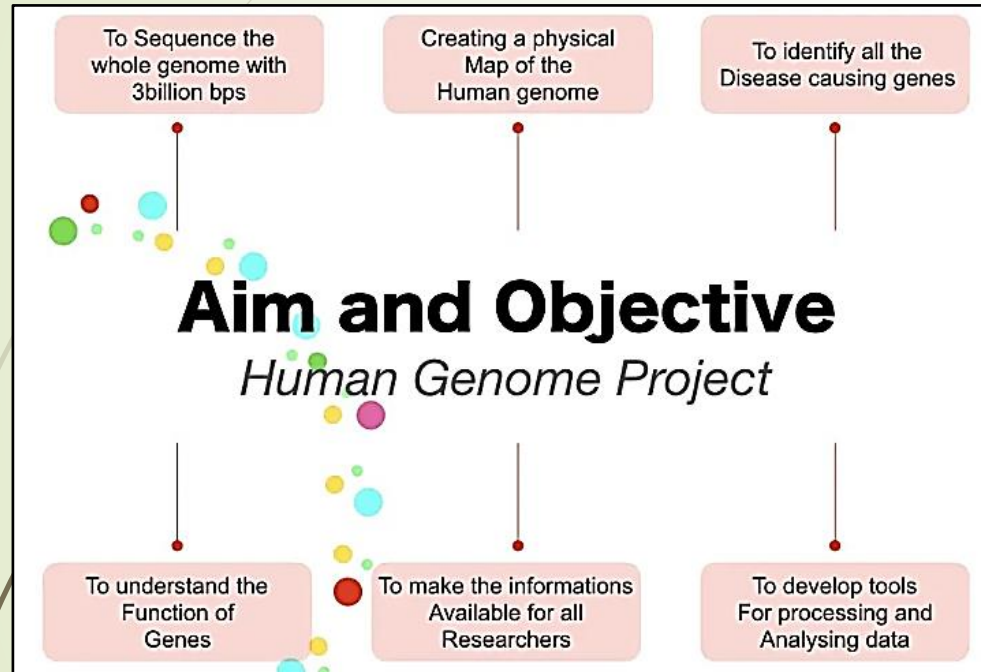 To Sequence the
whole genome with
3billion bps
Creating a physical
Map of the
Human genome
To identify all the
Disease causing genes
Aim and Objective
Human Genome Project
To understand the
Function of
Genes
To make the informations
Available for all
Researchers
To develop tools
For processing and
Analysing data